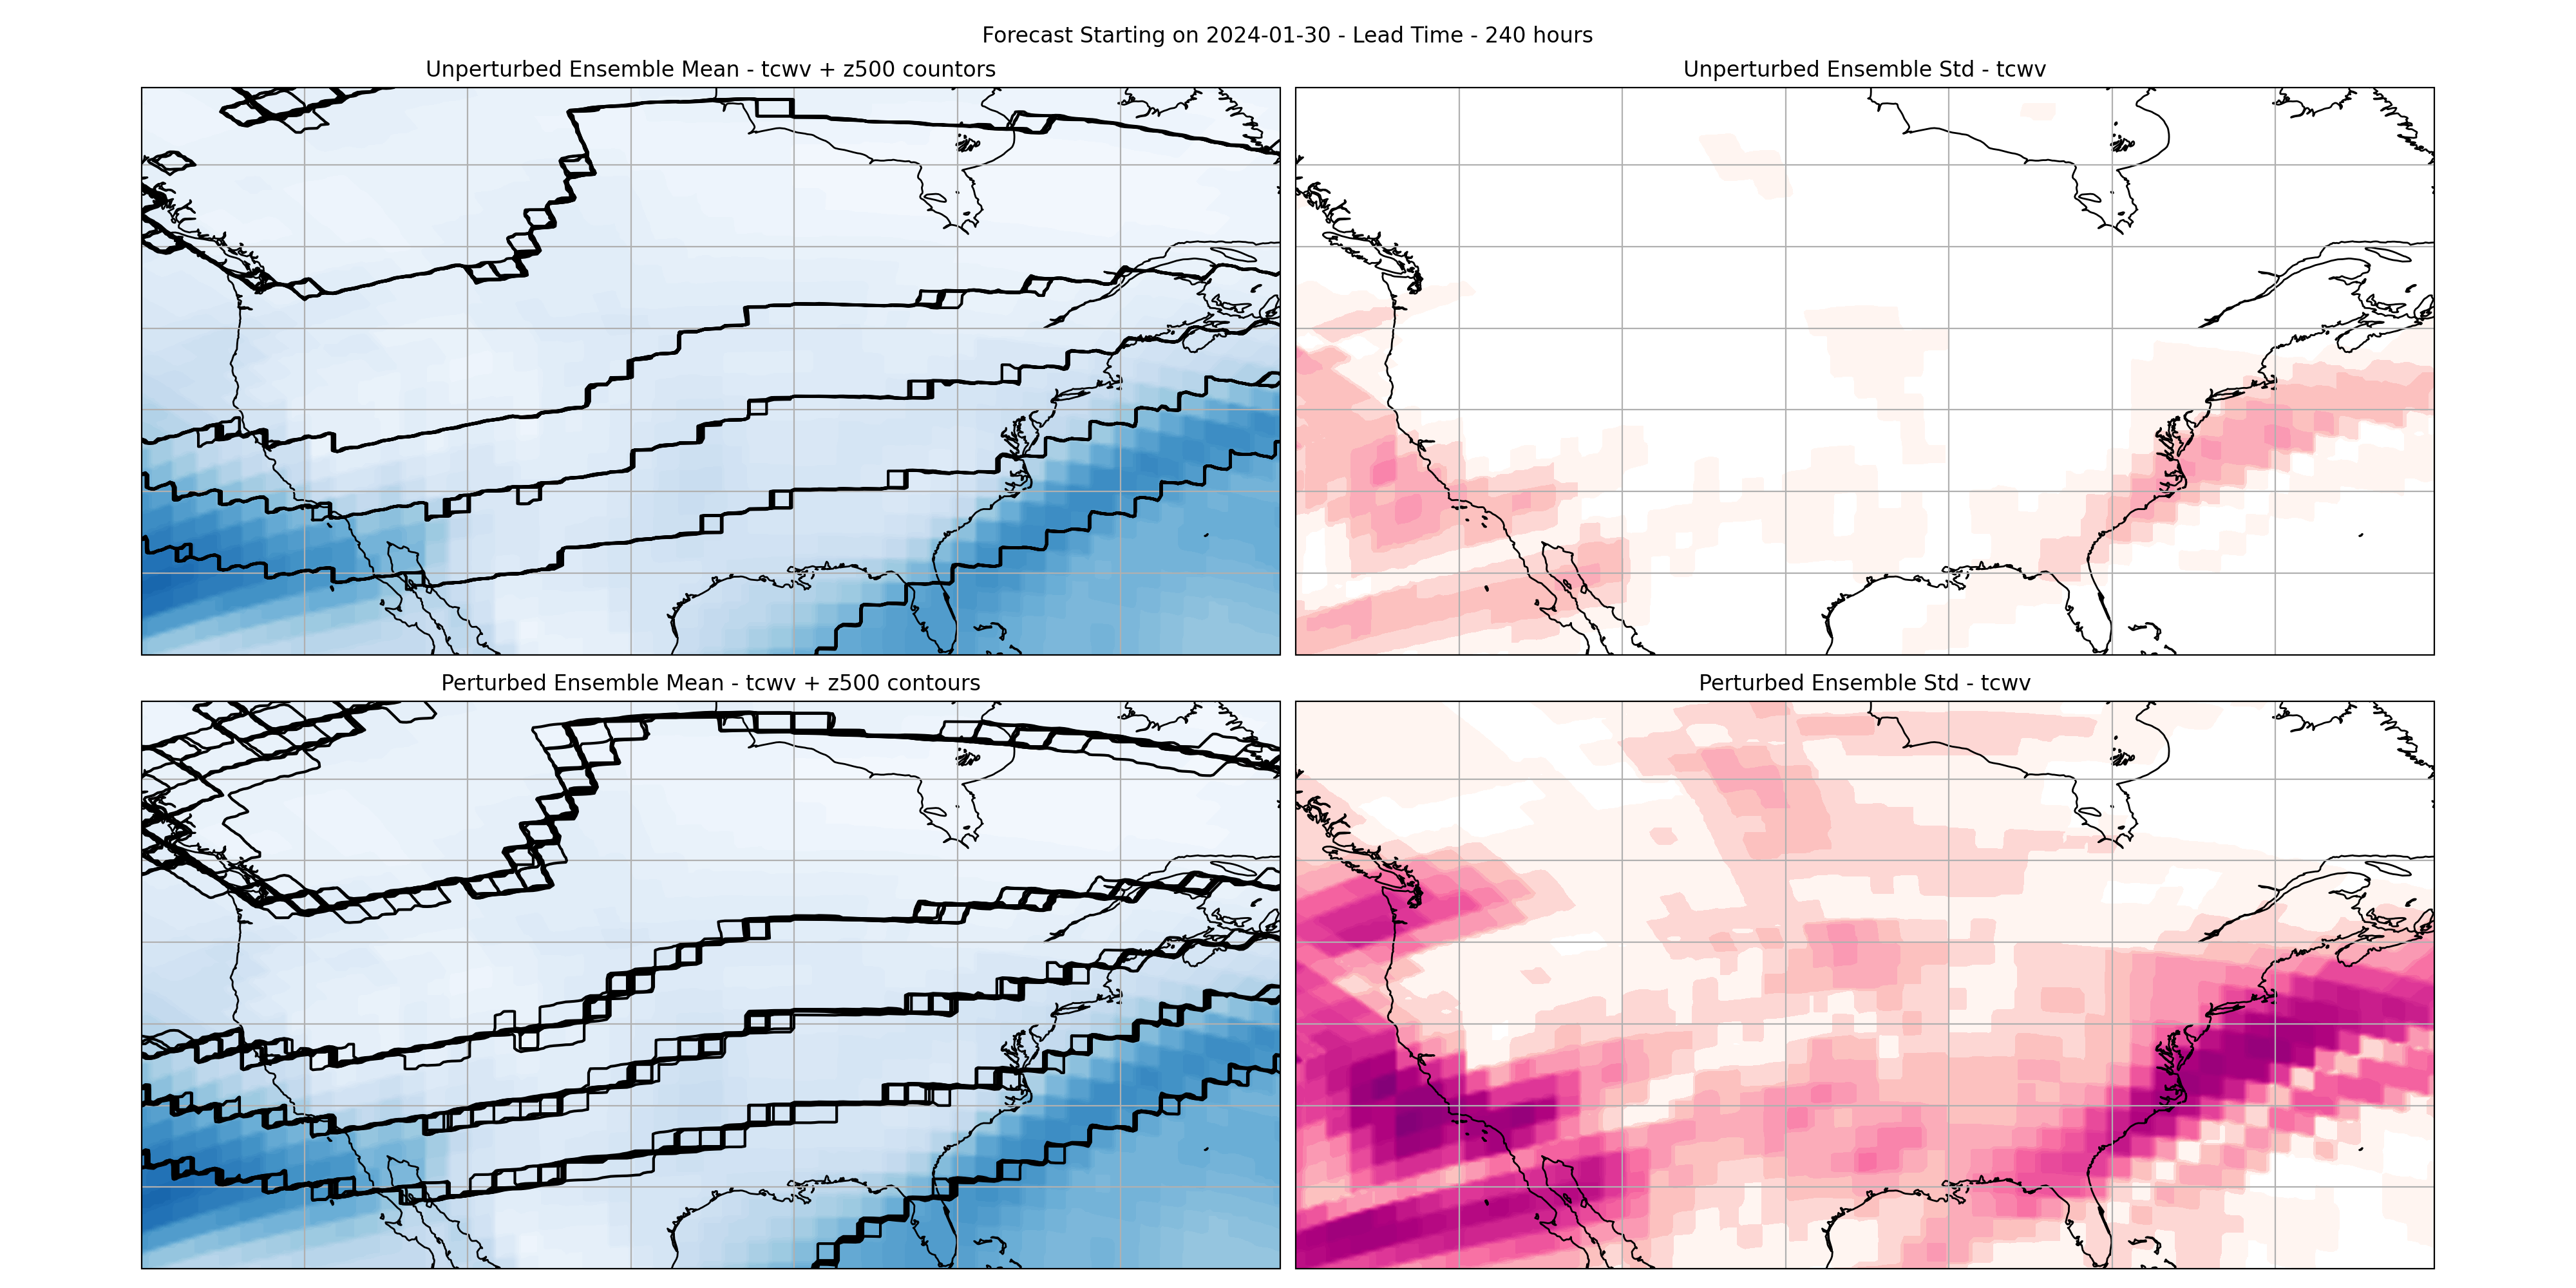 Forecast Starting on 2024-01-30 - Lead Time - 240 hours
Unperturbed Ensemble Mean - tcwv + z500 countors
Unperturbed Ensemble Std - tcwv
Perturbed Ensemble Mean - tcwv + z500 contours
Perturbed Ensemble Std - tcwv